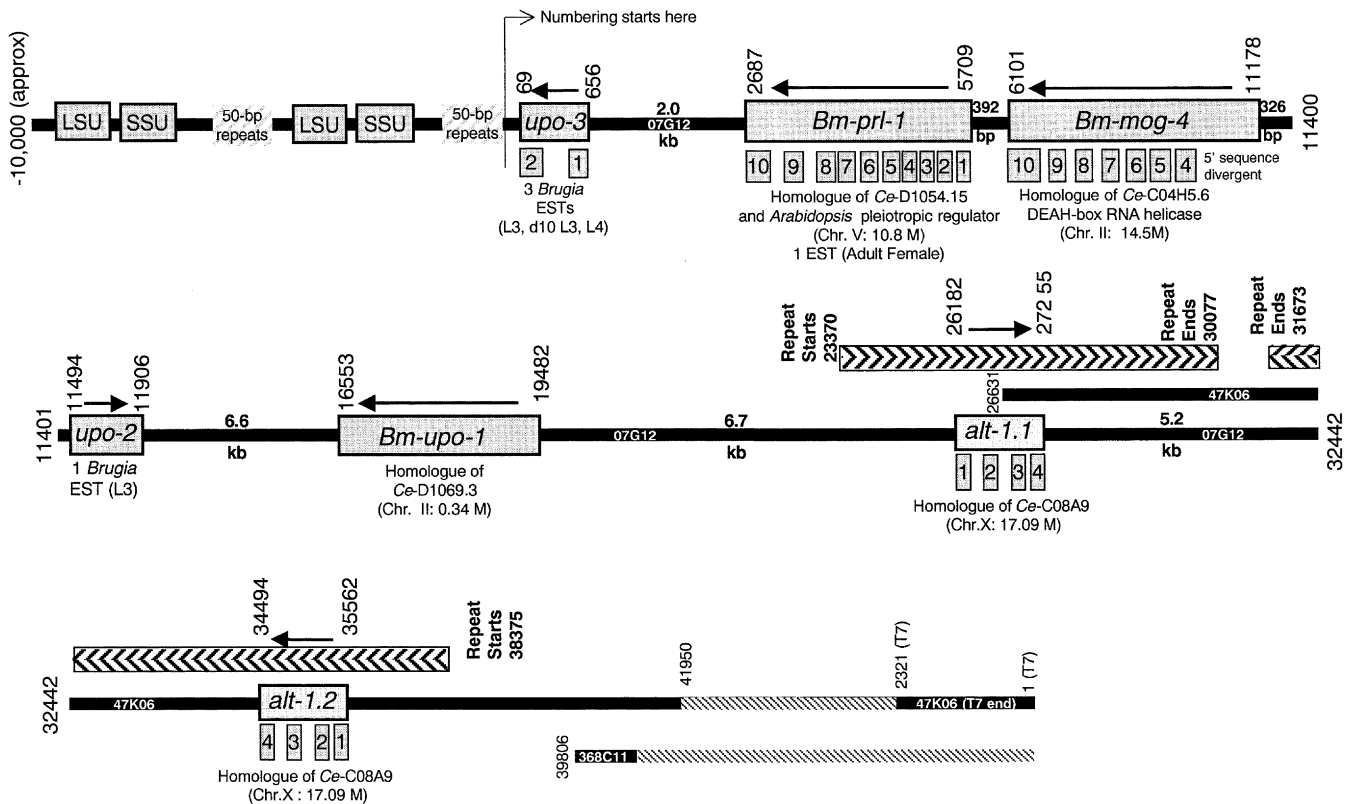 Numbering starts here
-10,000 (approx)
LSU
SSU
50-bp
repeats
LSU
SSU
50-bp
repeats
69
656
upo-3
2
1
3 Brugia
ESTs
(L3, d10 L3, L4)
2.0
07G12
kb
2687
5709
Bm-prl-1
10 9 8 7 6 5 4 3 2 1
Homologue of Ce-D1054.15
and Arabidopsis pleiotropic regulator
(Chr. V: 10.8 M)
1 EST (Adult Female)
392
bp
6101
11178
Bm-mog-4
10 9 8 7 6 5 4
5' sequence
divergent
Homologue of Ce-C04H5.6
DEAH-box RNA helicase
(Chr. II: 14.5M)
326
bp
11400
11401
11494
11906
upo-2
1 Brugia
EST (L3)
6.6
kb
16553
19482
Bm-upo-1
Homologue of
Ce-D1069.3
(Chr. II: 0.34 M)
07G12
6.7
kb
Repeat
Starts
23370
26182
272 55
Repeat
Ends
30077
Repeat
Ends
31673
26631
47K06
alt-1.1
1 2 3 4
Homologue of Ce-C08A9
(Chr.X: 17.09 M)
5.2
kb
07G12
32442
32442
34494
35562
Repeat
Starts
38375
47K06
alt-1.2
4 3 2 1
Homologue of Ce-C08A9
(Chr.X : 17.09 M)
41950
2321 (T7)
1 (T7)
47K06 (T7 end)
39806
368C11